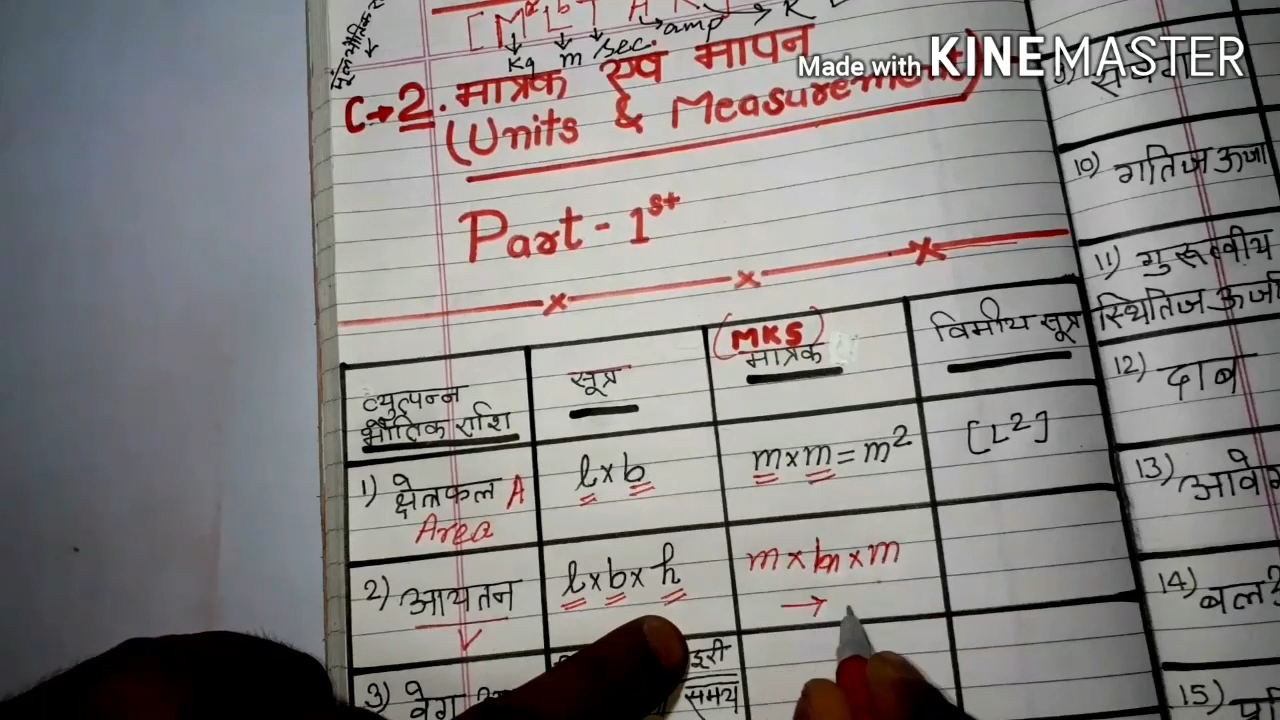 [M^a L^b T A K]
Kg m sec amp K
Made with KINEMASTER
C→2. मात्रक एवं मापन
(Units & Measurement)
Part - 1st
व्युत्पन्न
भौतिक राशि
सूत्र
(MKS)
मात्रक
विमीय सूत्र
1) क्षेत्रफल A
Area
l×b
m×m=m²
[L²]
2) आयतन
l×b×h
m×m×m
→
3) वेग
दूरी
समय
10) गतिज ऊर्जा
11) गुरूत्वीय
स्थितिज ऊर्जा
12) दाब
13) आवेग
14) बल
15)